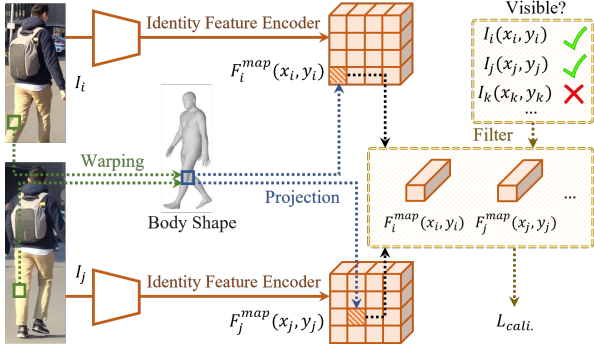 Identity Feature Encoder
Visible?
I_i
F_i^{map}(x_i, y_i)
I_i(x_i, y_i)
I_j(x_j, y_j)
I_k(x_k, y_k)
...
Filter
Warping
Projection
Body Shape
F_i^{map}(x_i, y_i)
F_j^{map}(x_j, y_j)
...
I_j
Identity Feature Encoder
F_j^{map}(x_j, y_j)
L_{cali.}